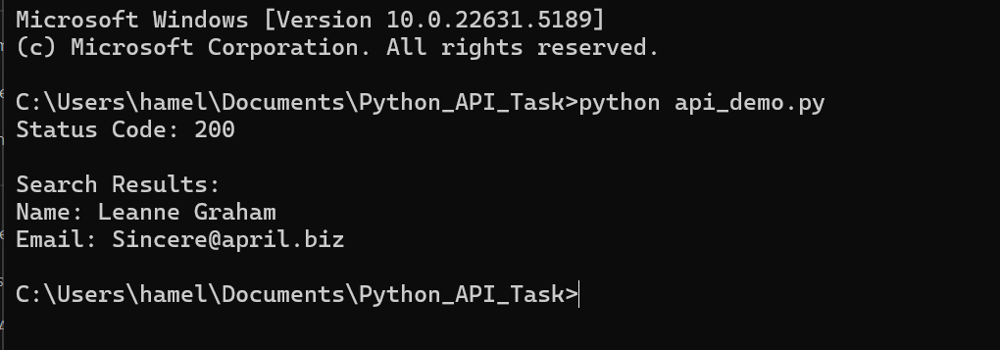 Microsoft Windows [Version 10.0.22631.5189]
(c) Microsoft Corporation. All rights reserved.
C:\Users\hamel\Documents\Python_API_Task>python api_demo.py
Status Code: 200
Search Results:
Name: Leanne Graham
Email: Sincere@april.biz
C:\Users\hamel\Documents\Python_API_Task>